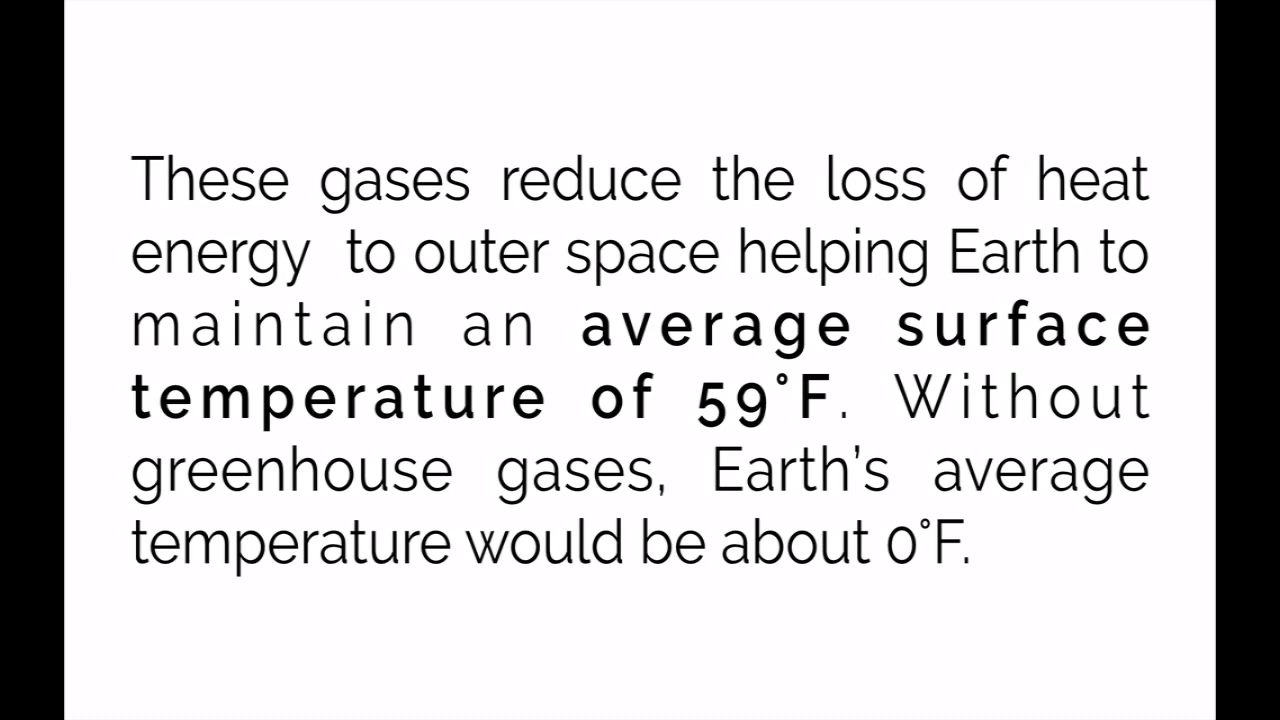 These gases reduce the loss of heat
energy to outer space helping Earth to
maintain an average surface
temperature of 59°F. Without
greenhouse gases, Earth’s average
temperature would be about 0°F.